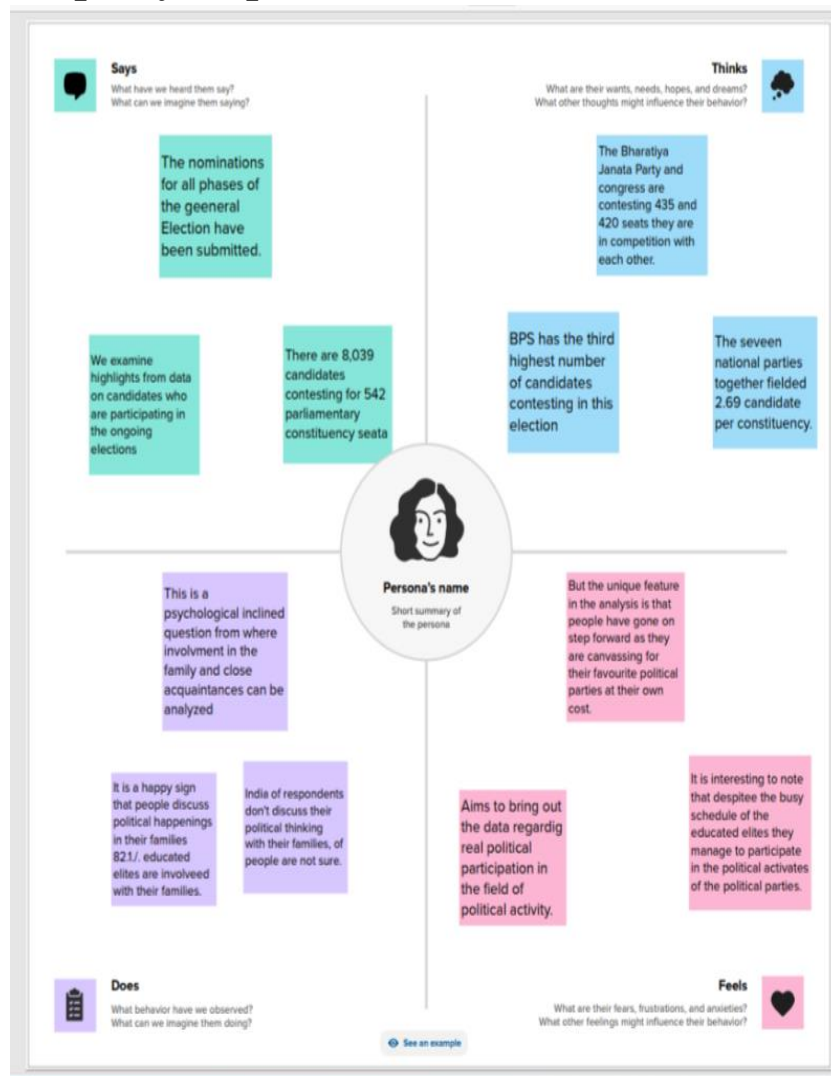 Says
What have we heard them say?
What can we imagine them saying?
Thinks
What are their wants, needs, hopes, and dreams?
What other thoughts might influence their behavior?
The nominations
for all phases of
the geeneral
Election have
been submitted.
We examine
highlights from data
on candidates who
are participating in
the ongoing
elections
There are 8,039
candidates
contesting for 542
parliamentary
constituency seata
The Bharatiya
Janata Party and
congress are
contesting 435 and
420 seats they are
in competition with
each other.
BPS has the third
highest number
of candidates
contesting in this
election
The seveen
national parties
together fielded
2.69 candidate
per constituency.
Persona's name
Short summary of
the persona
This is a
psychological inclined
question from where
involvment in the
family and close
acquaintances can be
analyzed
It is a happy sign
that people discuss
political happenings
in their families
82.1/. educated
elites are involveed
with their families.
India of respondents
don't discuss their
political thinking
with their families, of
people are not sure.
But the unique feature
in the analysis is that
people have gone on
step forward as they
are canvassing for
their favourite political
parties at their own
cost.
Aims to bring out
the data regardig
real political
participation in
the field of
political activity.
It is interesting to note
that despitee the busy
schedule of the
educated elites they
manage to participate
in the political activates
of the political parties.
Does
What behavior have we observed?
What can we imagine them doing?
Feels
What are their fears, frustrations, and anxieties?
What other feelings might influence their behavior?
See an example